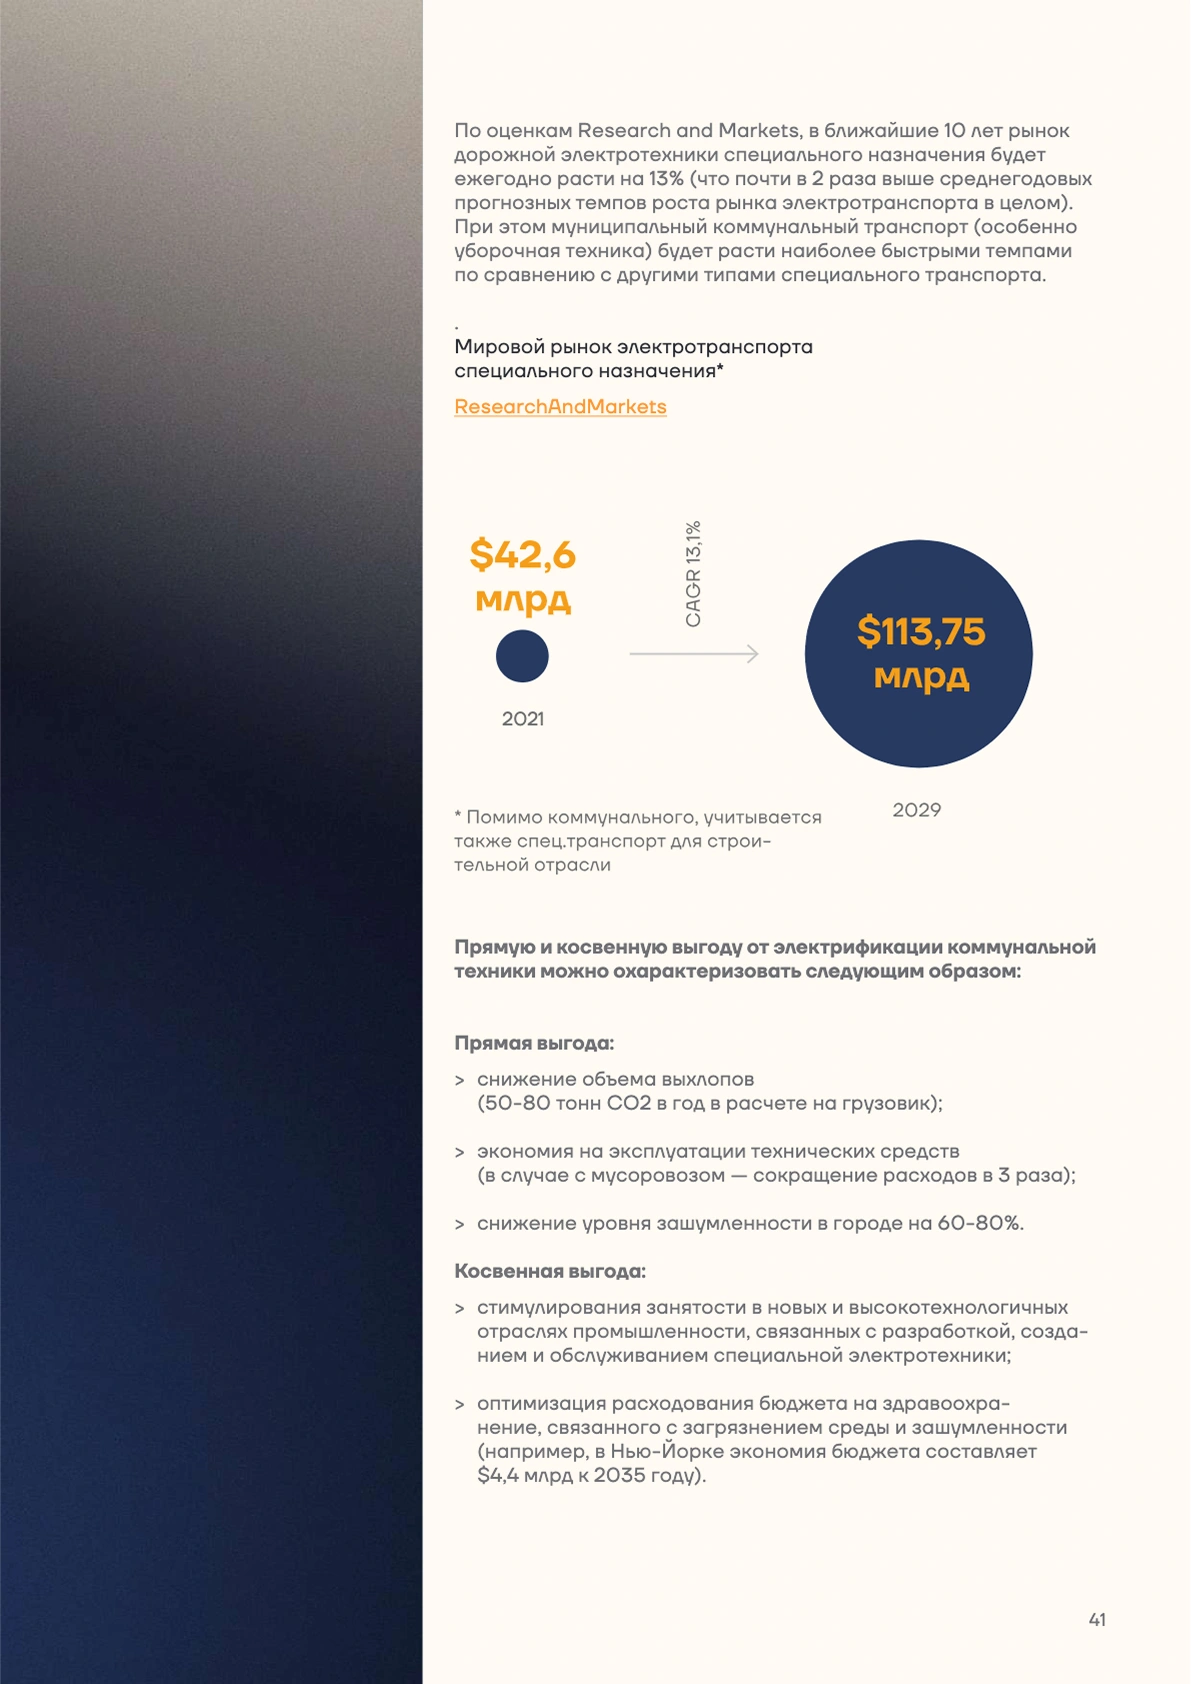 По оценкам Research and Markets, в ближайшие 10 лет рынок
дорожной электротехники специального назначения будет
ежегодно расти на 13% (что почти в 2 раза выше среднегодовых
прогнозных темпов роста рынка электротранспорта в целом).
При этом муниципальный коммунальный транспорт (особенно
уборочная техника) будет расти наиболее быстрыми темпами
по сравнению с другими типами специального транспорта.
.
Мировой рынок электротранспорта
специального назначения*
ResearchAndMarkets
$42,6
млрд
2021
CAGR 13,1%
$113,75
млрд
2029
* Помимо коммунального, учитывается
также спец.транспорт для строи-
тельной отрасли
Прямую и косвенную выгоду от электрификации коммунальной
техники можно охарактеризовать следующим образом:
Прямая выгода:
> снижение объема выхлопов
(50-80 тонн CO2 в год в расчете на грузовик);
> экономия на эксплуатации технических средств
(в случае с мусоровозом — сокращение расходов в 3 раза);
> снижение уровня зашумленности в городе на 60-80%.
Косвенная выгода:
> стимулирования занятости в новых и высокотехнологичных
отраслях промышленности, связанных с разработкой, созда-
нием и обслуживанием специальной электротехники;
> оптимизация расходования бюджета на здравоохра-
нение, связанного с загрязнением среды и зашумленности
(например, в Нью-Йорке экономия бюджета составляет
$4,4 млрд к 2035 году).
41